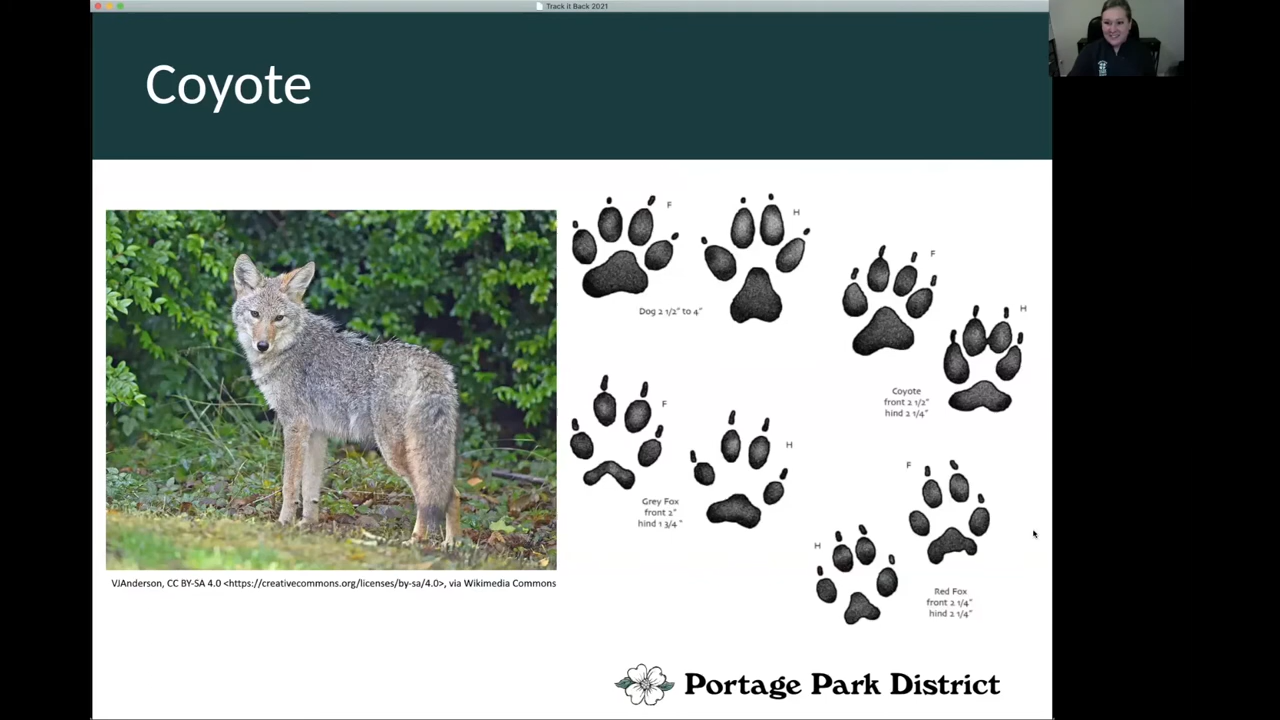 Track it Back 2021
Coyote
F
H
Dog 2 1/2" to 4"
F
H
Coyote
front 2 1/2"
hind 2 1/4"
F
H
Grey Fox
front 2"
hind 1 3/4 "
F
H
Red Fox
front 2 1/4"
hind 2 1/4"
VJAnderson, CC BY-SA 4.0 <https://creativecommons.org/licenses/by-sa/4.0>, via Wikimedia Commons
Portage Park District